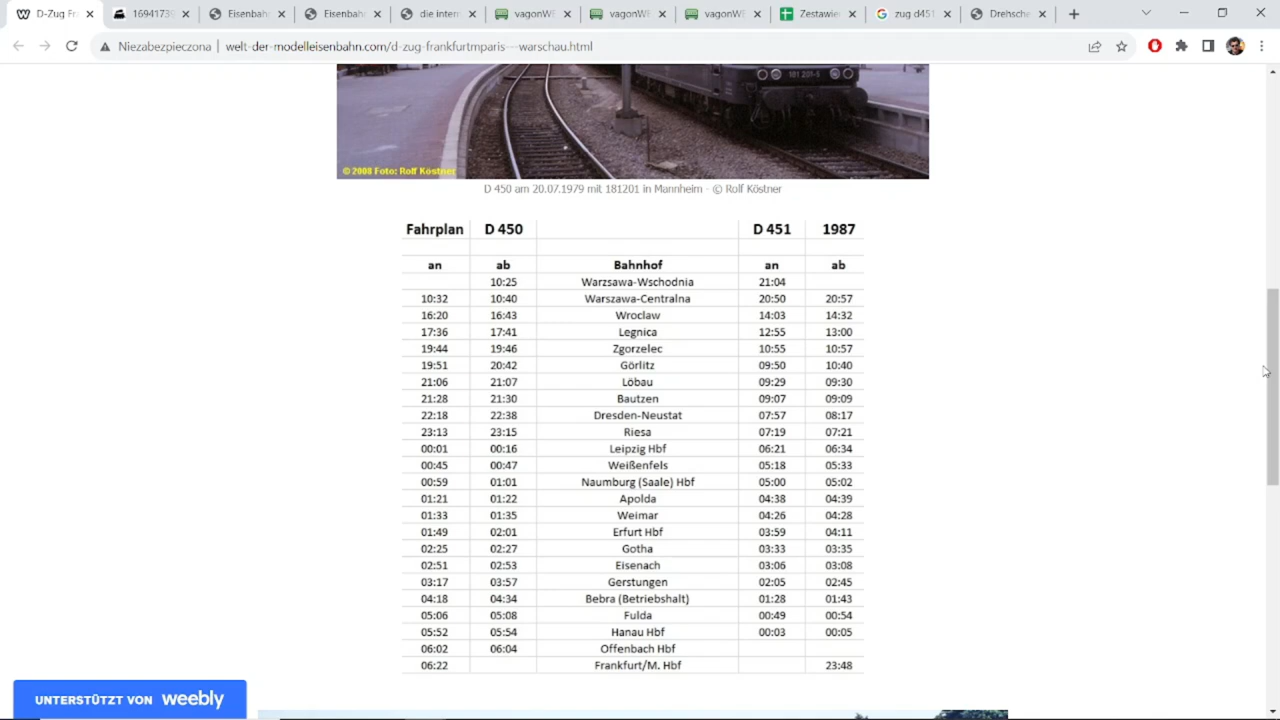 D-Zug Fr
1694173
Eisenbah
Eisenbah
die intern
vagonWE
vagonWE
vagonWE
Zestawie
zug d451
Drehsche
Niezabezpieczona | welt-der-modelleisenbahn.com/d-zug-frankfurtmparis---warschau.html
181 201-5
© 2008 Foto: Rolf Köstner
D 450 am 20.07.1979 mit 181201 in Mannheim - © Rolf Köstner
Fahrplan D 450 D 451 1987
an ab Bahnhof an ab
10:25 Warzsawa-Wschodnia 21:04
10:32 10:40 Warszawa-Centralna 20:50 20:57
16:20 16:43 Wroclaw 14:03 14:32
17:36 17:41 Legnica 12:55 13:00
19:44 19:46 Zgorzelec 10:55 10:57
19:51 20:42 Görlitz 09:50 10:40
21:06 21:07 Löbau 09:29 09:30
21:28 21:30 Bautzen 09:07 09:09
22:18 22:38 Dresden-Neustat 07:57 08:17
23:13 23:15 Riesa 07:19 07:21
00:01 00:16 Leipzig Hbf 06:21 06:34
00:45 00:47 Weißenfels 05:18 05:33
00:59 01:01 Naumburg (Saale) Hbf 05:00 05:02
01:21 01:22 Apolda 04:38 04:39
01:33 01:35 Weimar 04:26 04:28
01:49 02:01 Erfurt Hbf 03:59 04:11
02:25 02:27 Gotha 03:33 03:35
02:51 02:53 Eisenach 03:06 03:08
03:17 03:57 Gerstungen 02:05 02:45
04:18 04:34 Bebra (Betriebshalt) 01:28 01:43
05:06 05:08 Fulda 00:49 00:54
05:52 05:54 Hanau Hbf 00:03 00:05
06:02 06:04 Offenbach Hbf
06:22 Frankfurt/M. Hbf 23:48
UNTERSTÜTZT VON weebly